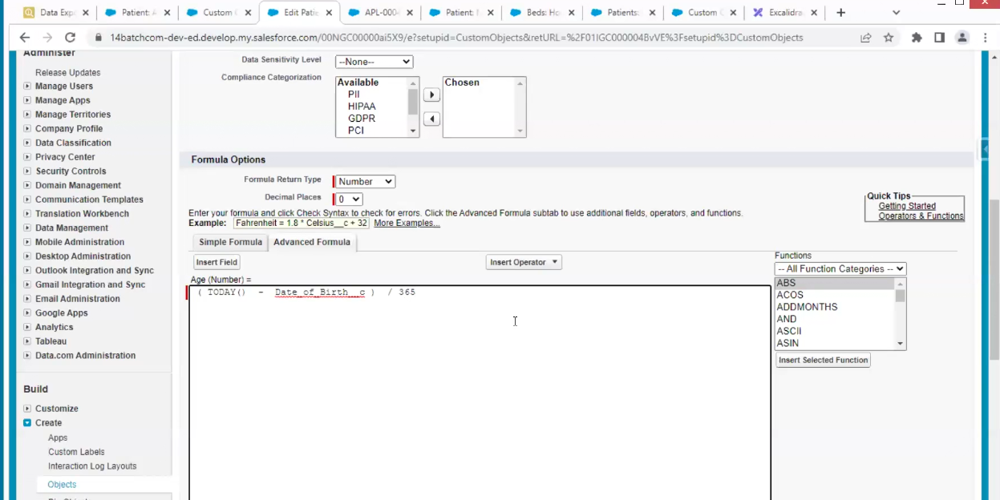 Data Exp
Patient: A
Custom C
Edit Patie
APL-000
Patient: 
Beds: Ho
Patients:
Custom C
Excalidra
14batchcom-dev-ed.develop.my.salesforce.com/00NGC00000ai5X9/e?setupid=CustomObjects&retURL=%2F01IGC000004BvVE%3Fsetupid%3DCustomObjects
Administer
Release Updates
Manage Users
Manage Apps
Manage Territories
Company Profile
Data Classification
Privacy Center
Security Controls
Domain Management
Communication Templates
Translation Workbench
Data Management
Mobile Administration
Desktop Administration
Outlook Integration and Sync
Gmail Integration and Sync
Email Administration
Google Apps
Analytics
Tableau
Data.com Administration
Build
Customize
Create
Apps
Custom Labels
Interaction Log Layouts
Objects
Data Sensitivity Level
--None--
Compliance Categorization
Available
PII
HIPAA
GDPR
PCI
Chosen
Formula Options
Formula Return Type
Number
Decimal Places
0
Quick Tips
Getting Started
Operators & Functions
Enter your formula and click Check Syntax to check for errors. Click the Advanced Formula subtab to use additional fields, operators, and functions.
Example: Fahrenheit = 1.8 * Celsius__c + 32 More Examples...
Simple Formula
Advanced Formula
Insert Field
Insert Operator
Age (Number) =
( TODAY() - Date_of_Birth__c ) / 365
Functions
-- All Function Categories --
ABS
ACOS
ADDMONTHS
AND
ASCII
ASIN
Insert Selected Function